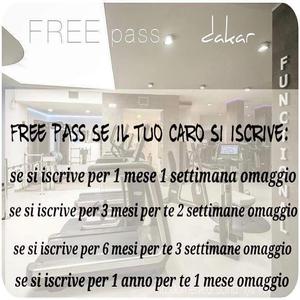 FREE pass dakar
FUNCTIONAL
FREE PASS SE IL TUO CARO SI ISCRIVE:
se si iscrive per 1 mese 1 settimana omaggio
se si iscrive per 3 mesi per te 2 settimane omaggio
se si iscrive per 6 mesi per te 3 settimane omaggio
se si iscrive per 1 anno per te 1 mese omaggio